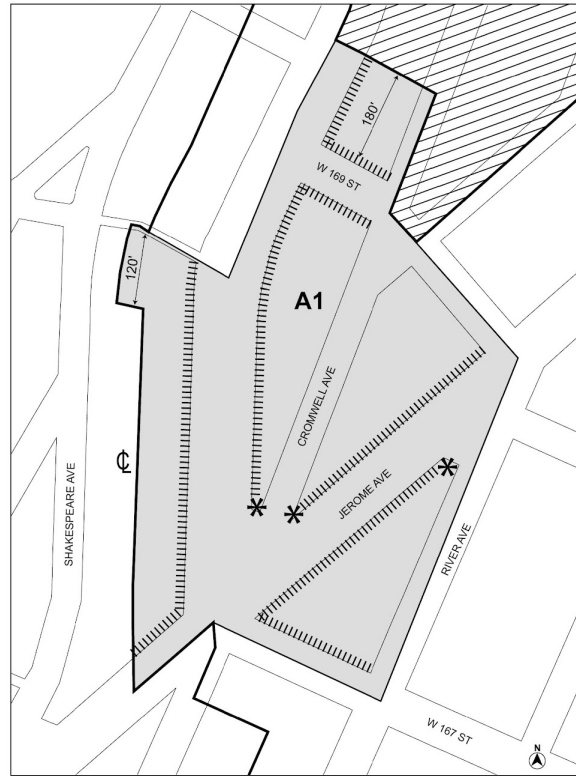 180'
W 169 ST
120'
A1
CROMWELL AVE
℄
JEROME AVE
SHAKESPEARE AVE
RIVER AVE
W 167 ST
N